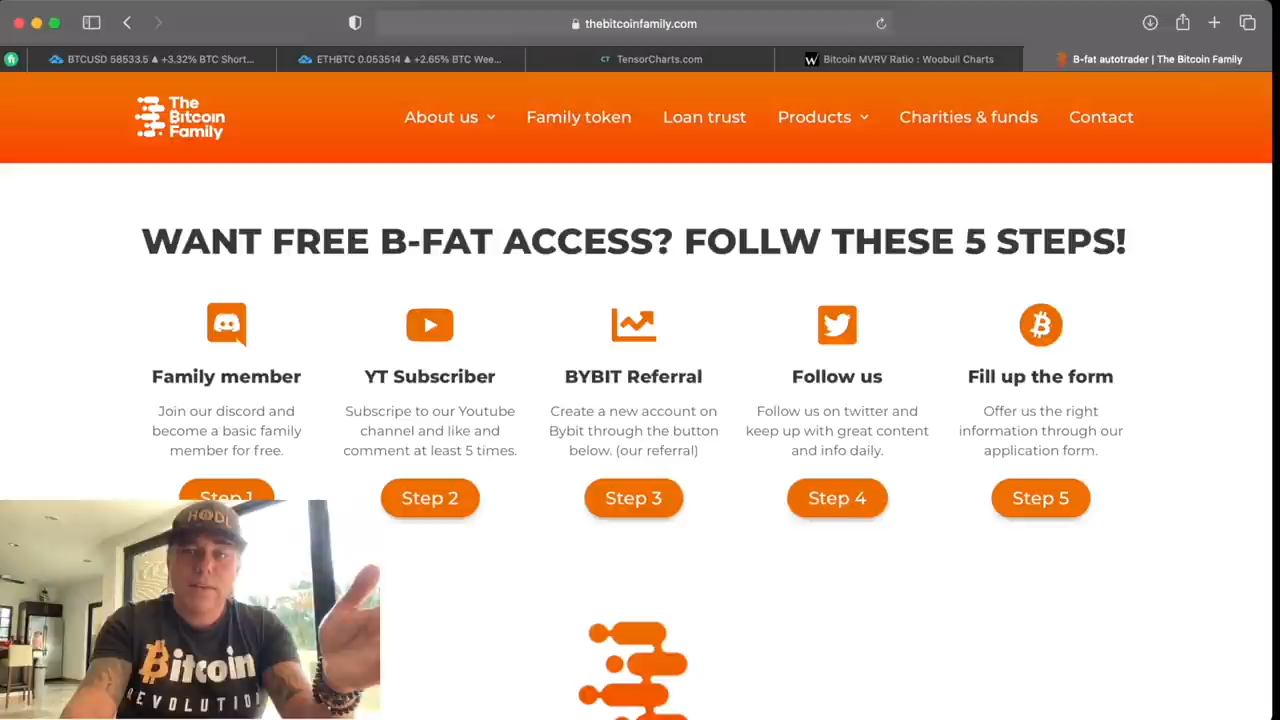 thebitcoinfamily.com
BTCUSD 58533.5 ▲ +3.32% BTC Short...
ETHBTC 0.053514 ▲ +2.65% BTC Wee...
CT TensorCharts.com
W Bitcoin MVRV Ratio : Woobull Charts
B-fat autotrader | The Bitcoin Family
The
Bitcoin
Family
About us
Family token
Loan trust
Products
Charities & funds
Contact
WANT FREE B-FAT ACCESS? FOLLW THESE 5 STEPS!
Family member
YT Subscriber
BYBIT Referral
Follow us
Fill up the form
Join our discord and
become a basic family
member for free.
Subscripe to our Youtube
channel and like and
comment at least 5 times.
Create a new account on
Bybit through the button
below. (our referral)
Follow us on twitter and
keep up with great content
and info daily.
Offer us the right
information through our
application form.
Step 1
Step 2
Step 3
Step 4
Step 5
HODL
Bitcoin
REVOLUTIO